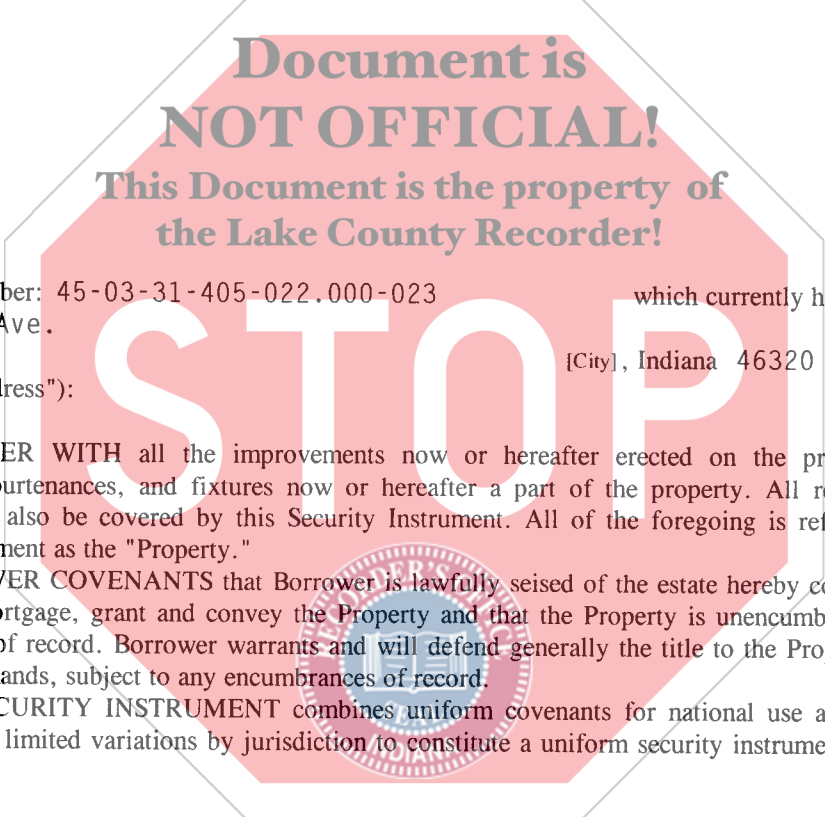 Document is
NOT OFFICIAL!
This Document is the property of
the Lake County Recorder!
ber: 45-03-31-405-022.000-023 which currently h
Ave.
[City], Indiana 46320
ress"):
ER WITH all the improvements now or hereafter erected on the pr
purtenances, and fixtures now or hereafter a part of the property. All r
also be covered by this Security Instrument. All of the foregoing is ref
ment as the "Property."
VER COVENANTS that Borrower is lawfully seised of the estate hereby co
ortgage, grant and convey the Property and that the Property is unencumb
of record. Borrower warrants and will defend generally the title to the Pro
ands, subject to any encumbrances of record.
CURITY INSTRUMENT combines uniform covenants for national use a
limited variations by jurisdiction to constitute a uniform security instrume
STOP
RECORDER'S OFFICE
SEAL
INDIANA